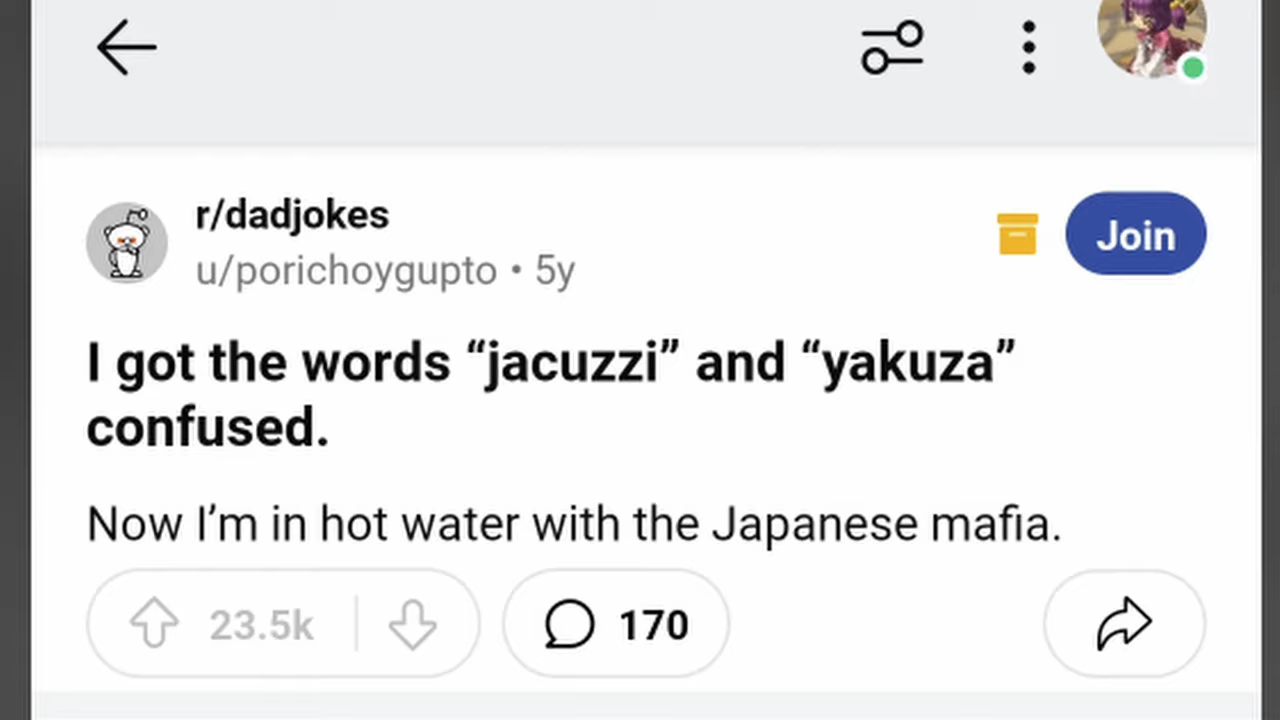 r/dadjokes
u/porichoygupto • 5y
Join
I got the words “jacuzzi” and “yakuza”
confused.
Now I’m in hot water with the Japanese mafia.
23.5k
170